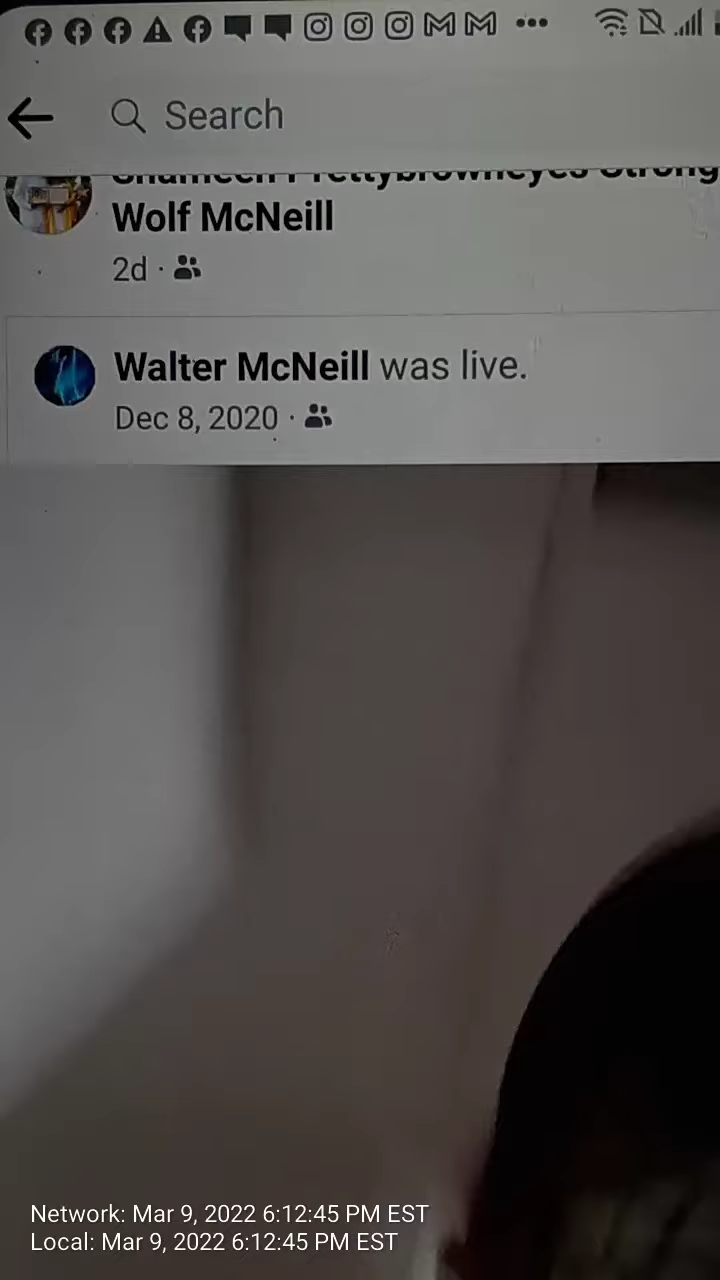 Search
Wolf McNeill
2d ·
Walter McNeill was live.
Dec 8, 2020 ·
Network: Mar 9, 2022 6:12:45 PM EST
Local: Mar 9, 2022 6:12:45 PM EST